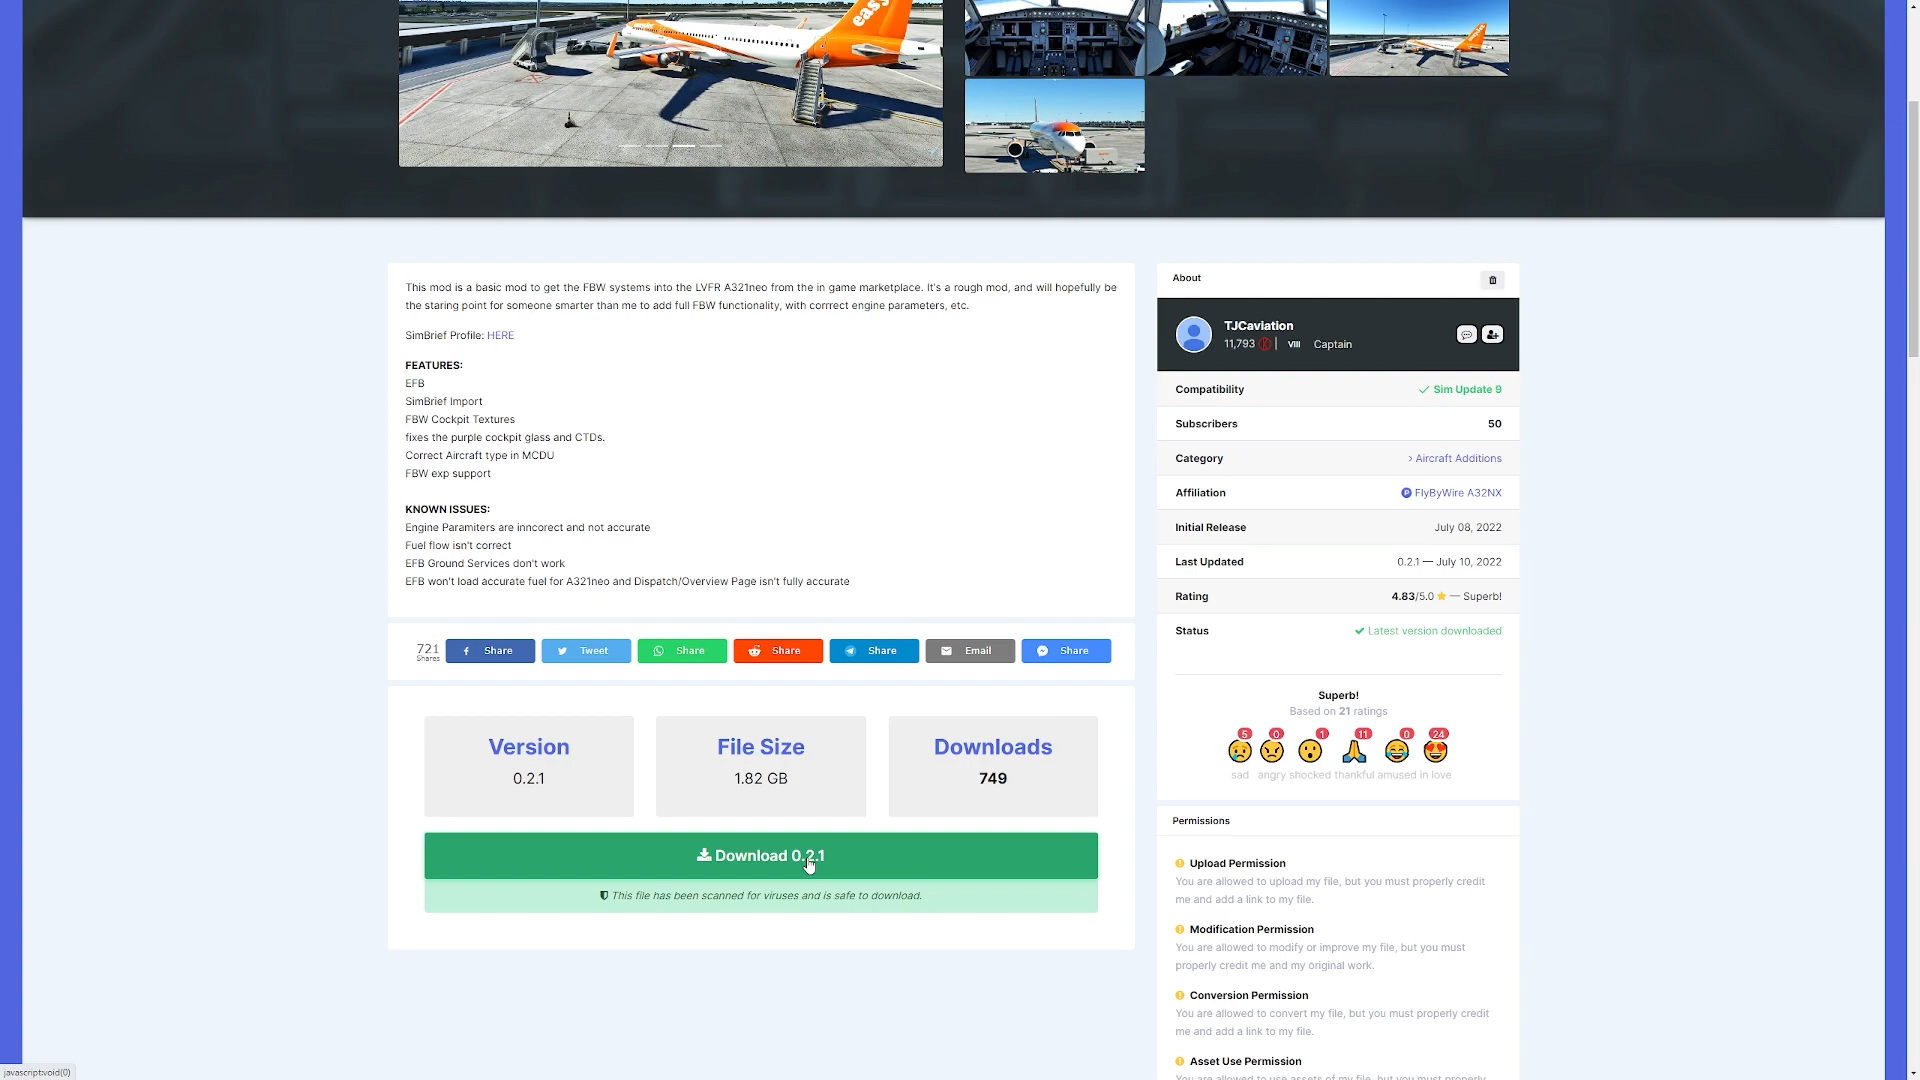 easyJ
This mod is a basic mod to get the FBW systems into the LVFR A321neo from the in game marketplace. It's a rough mod, and will hopefully be
the staring point for someone smarter than me to add full FBW functionality, with corrrect engine parameters, etc.
SimBrief Profile: HERE
FEATURES:
EFB
SimBrief Import
FBW Cockpit Textures
fixes the purple cockpit glass and CTDs.
Correct Aircraft type in MCDU
FBW exp support
KNOWN ISSUES:
Engine Paramiters are inncorect and not accurate
Fuel flow isn't correct
EFB Ground Services don't work
EFB won't load accurate fuel for A321neo and Dispatch/Overview Page isn't fully accurate
721
Shares
Share
Tweet
Share
Share
Share
Email
Share
Version
0.2.1
File Size
1.82 GB
Downloads
749
Download 0.2.1
This file has been scanned for viruses and is safe to download.
About
TJCaviation
11,793 | VIII Captain
Compatibility Sim Update 9
Subscribers 50
Category › Aircraft Additions
Affiliation P FlyByWire A32NX
Initial Release July 08, 2022
Last Updated 0.2.1 — July 10, 2022
Rating 4.83/5.0 — Superb!
Status Latest version downloaded
Superb!
Based on 21 ratings
5 0 1 11 0 24
sad angry shocked thankful amused in love
Permissions
Upload Permission
You are allowed to upload my file, but you must properly credit
me and add a link to my file.
Modification Permission
You are allowed to modify or improve my file, but you must
properly credit me and my original work.
Conversion Permission
You are allowed to convert my file, but you must properly credit
me and add a link to my file.
Asset Use Permission
You are allowed to use assets of my file, but you must properly
javascript:void(0)